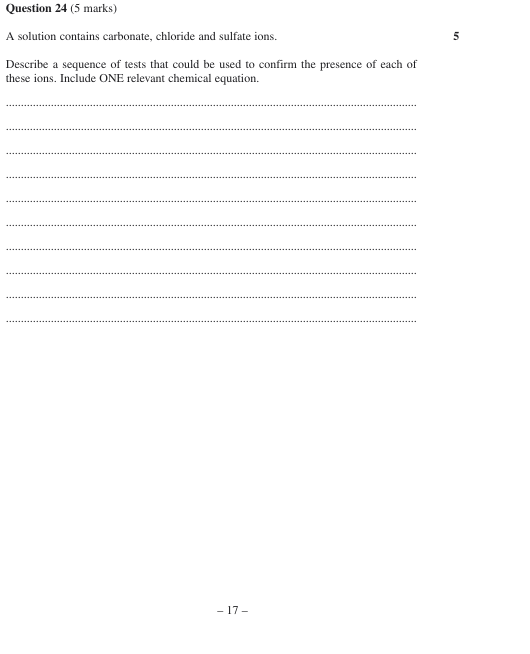 Question 24 (5 marks)
A solution contains carbonate, chloride and sulfate ions. 5
Describe a sequence of tests that could be used to confirm the presence of each of
these ions. Include ONE relevant chemical equation.
– 17 –